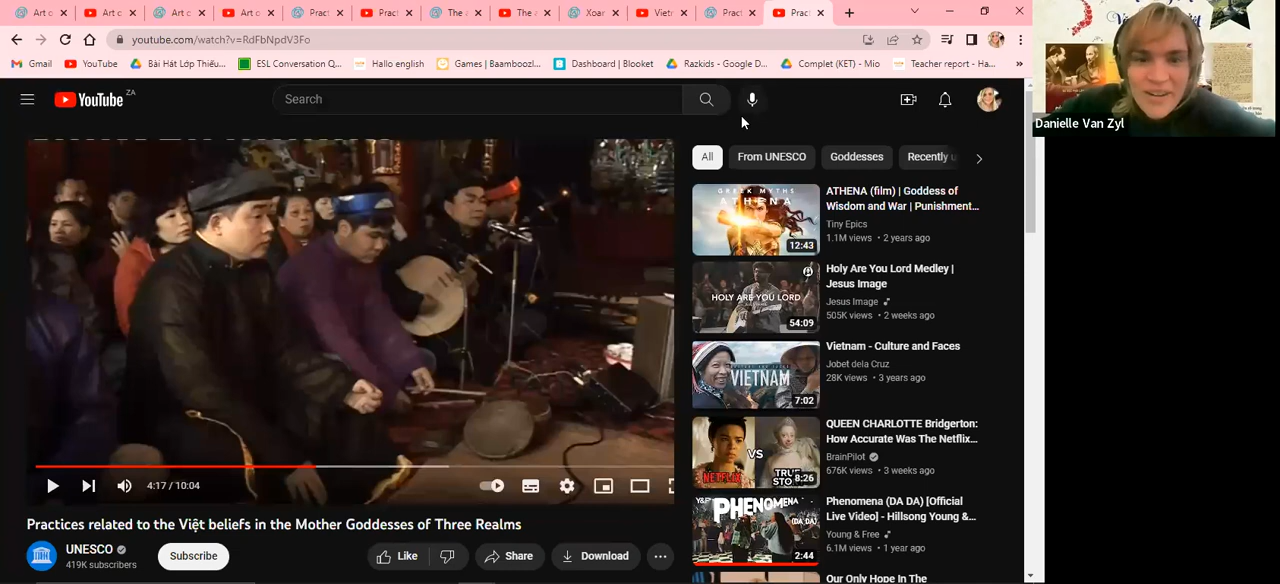 Art c
Art c
Art c
Art c
Pract
Pract
The A
The a
Xoan
Vietr
Pract
Pract
youtube.com/watch?v=RdFbNpdV3Fo
Gmail
YouTube
Bài Hát Lớp Thiếu...
ESL Conversation Q...
Hallo english
Games | Baamboozl...
Dashboard | Blooket
Razkids - Google D...
Complet (KET) - Mio
Teacher report - Ha...
YouTube ZA
Search
All
From UNESCO
Goddesses
Recently u
GREEK MYTHS
ATHENA
12:43
ATHENA (film) | Goddess of
Wisdom and War | Punishment...
Tiny Epics
1.1M views • 2 years ago
HOLY ARE YOU LORD
54:09
Holy Are You Lord Medley |
Jesus Image
Jesus Image
505K views • 2 weeks ago
VIETNAM
7:02
Vietnam - Culture and Faces
Jobet dela Cruz
28K views • 3 years ago
NETFLIX
VS
TRUE
STO
8:26
QUEEN CHARLOTTE Bridgerton:
How Accurate Was The Netflix...
BrainPilot
676K views • 3 weeks ago
Y&F
PHENOMENA
(DA DA)
2:44
Phenomena (DA DA) [Official
Live Video] - Hillsong Young &...
Young & Free
6.1M views • 1 year ago
Our Only Hope In The
4:17 / 10:04
Practices related to the Việt beliefs in the Mother Goddesses of Three Realms
UNESCO
419K subscribers
Subscribe
Like
Share
Download
Danielle Van Zyl